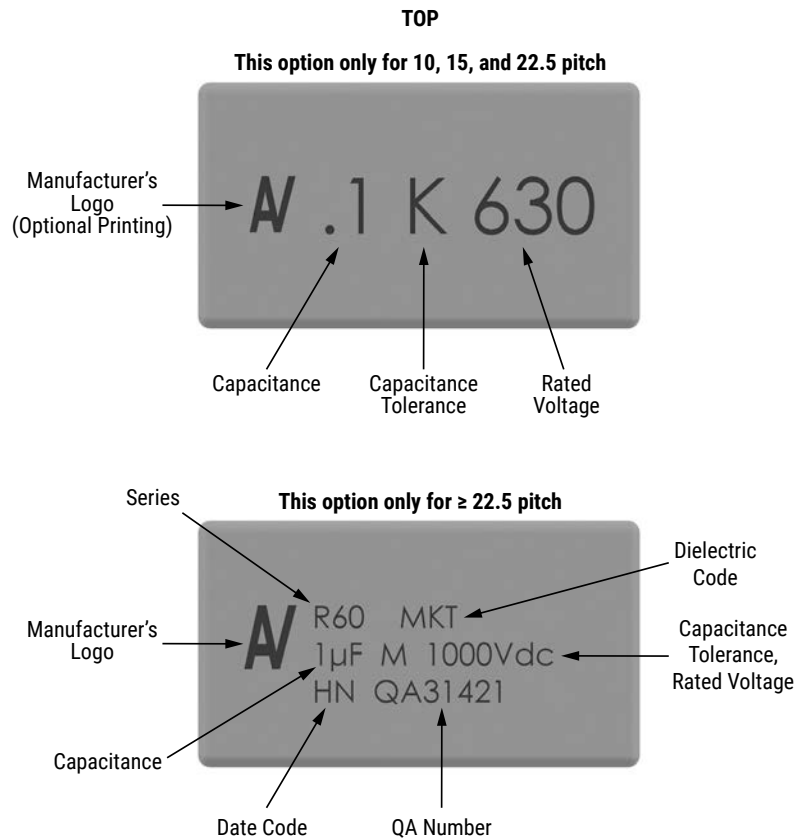 TOP
This option only for 10, 15, and 22.5 pitch
Manufacturer's
Logo
(Optional Printing)
.1 K 630
Capacitance
Capacitance
Tolerance
Rated
Voltage
Series
This option only for ≥ 22.5 pitch
Dielectric
Code
Manufacturer's
Logo
R60 MKT
1µF M 1000Vdc
HN QA31421
Capacitance
Tolerance,
Rated Voltage
Capacitance
Date Code
QA Number